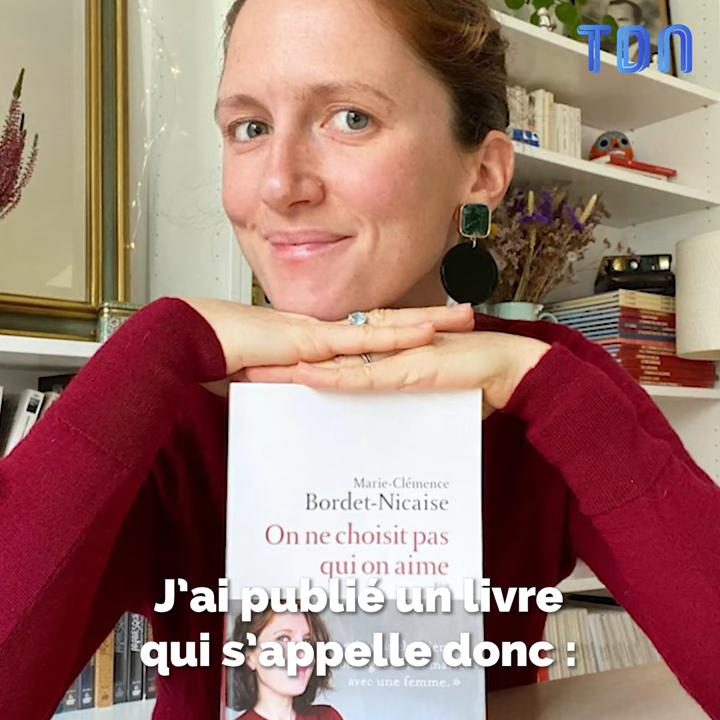 TDN
Marie-Clémence
Bordet-Nicaise
On ne choisit pas
qui on aime
J'ai publié un livre
qui s'appelle donc :
avec une femme. »